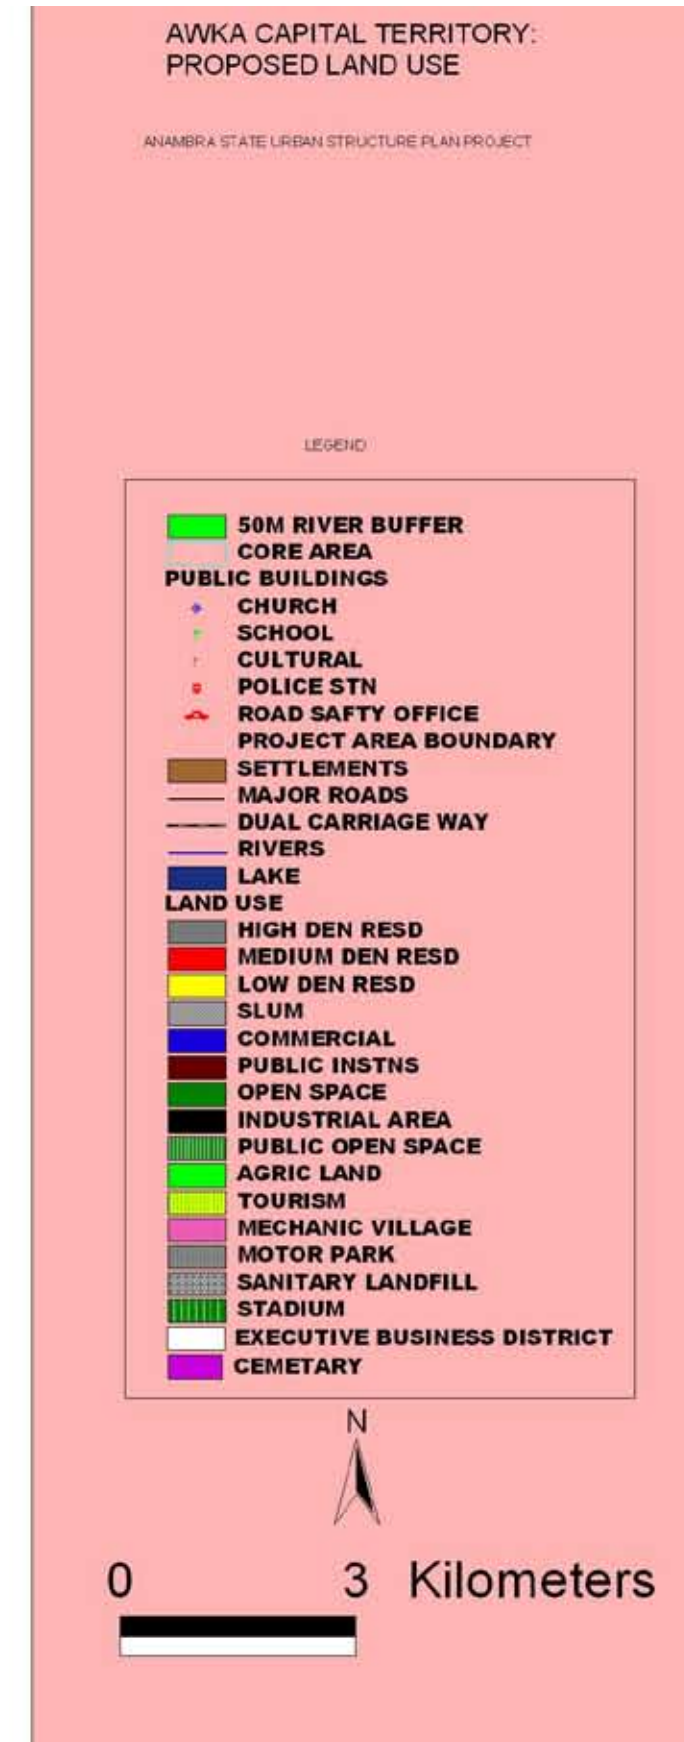 AWKA CAPITAL TERRITORY:
PROPOSED LAND USE
ANAMBRA STATE URBAN STRUCTURE PLAN PROJECT
LEGEND
50M RIVER BUFFER
CORE AREA
PUBLIC BUILDINGS
CHURCH
SCHOOL
CULTURAL
POLICE STN
ROAD SAFTY OFFICE
PROJECT AREA BOUNDARY
SETTLEMENTS
MAJOR ROADS
DUAL CARRIAGE WAY
RIVERS
LAKE
LAND USE
HIGH DEN RESD
MEDIUM DEN RESD
LOW DEN RESD
SLUM
COMMERCIAL
PUBLIC INSTNS
OPEN SPACE
INDUSTRIAL AREA
PUBLIC OPEN SPACE
AGRIC LAND
TOURISM
MECHANIC VILLAGE
MOTOR PARK
SANITARY LANDFILL
STADIUM
EXECUTIVE BUSINESS DISTRICT
CEMETARY
N
0 3 Kilometers